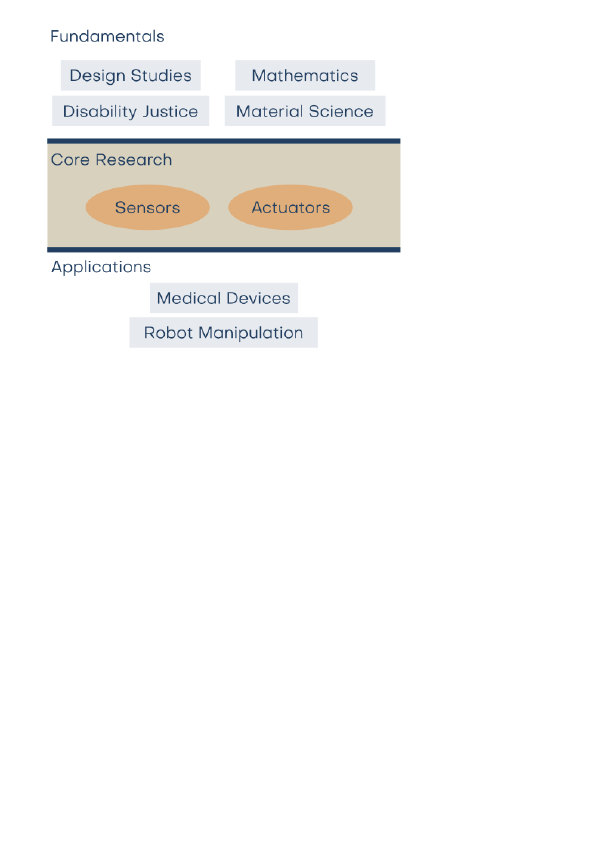 Fundamentals
Design Studies
Mathematics
Disability Justice
Material Science
Core Research
Sensors
Actuators
Applications
Medical Devices
Robot Manipulation